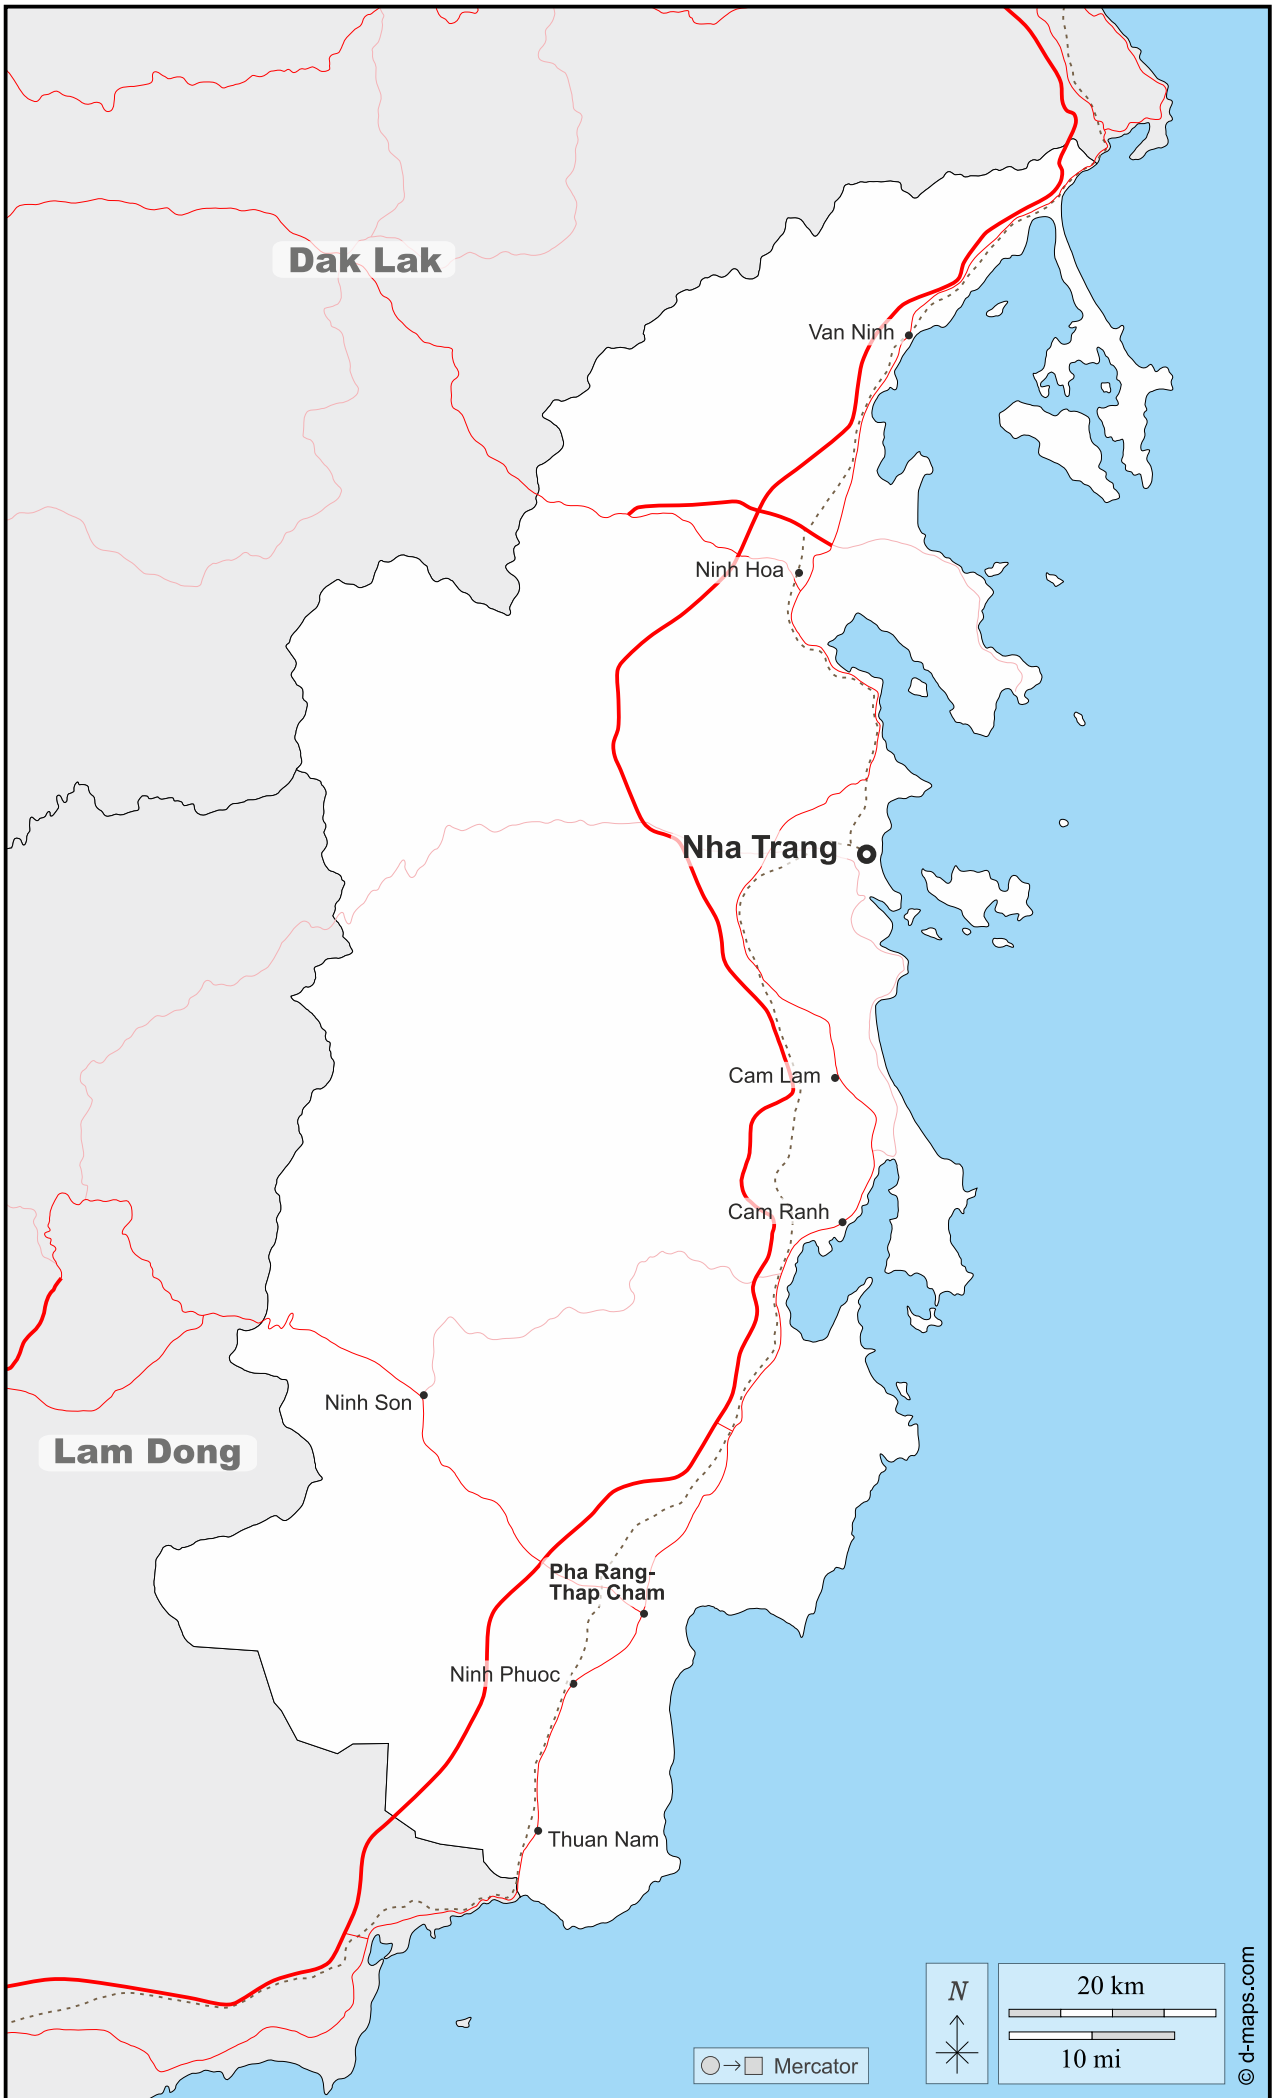 Dak Lak
Van Ninh
Ninh Hoa
Nha Trang
Cam Lam
Cam Ranh
Ninh Son
Lam Dong
Pha Rang-
Thap Cham
Ninh Phuoc
Thuan Nam
N
20 km
10 mi
Mercator
© d-maps.com